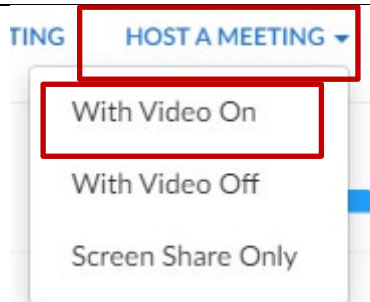 TING HOST A MEETING
With Video On
With Video Off
Screen Share Only